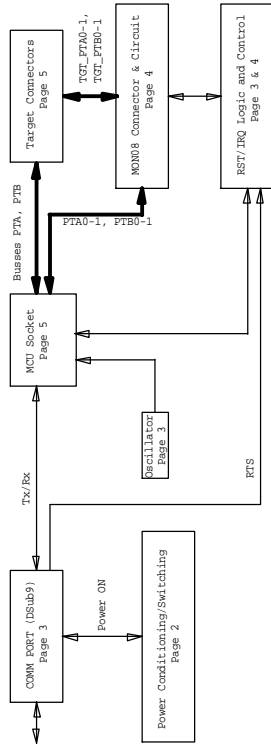 COMM PORT (DSub9)
Page 3
Tx/Rx
MCU Socket
Page 5
Busses PTA, PTB
Target Connectors
Page 5
TGT_PTA0-1,
TGT_PTB0-1
PTA0-1, PTB0-1
MON08 Connector & Circuit
Page 4
Power ON
Oscillator
Page 3
RTS
Power Conditioning/Switching
Page 2
RST/IRQ Logic and Control
Page 3 & 4